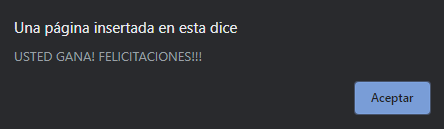 Una página insertada en esta dice
USTED GANA! FELICITACIONES!!!
Aceptar